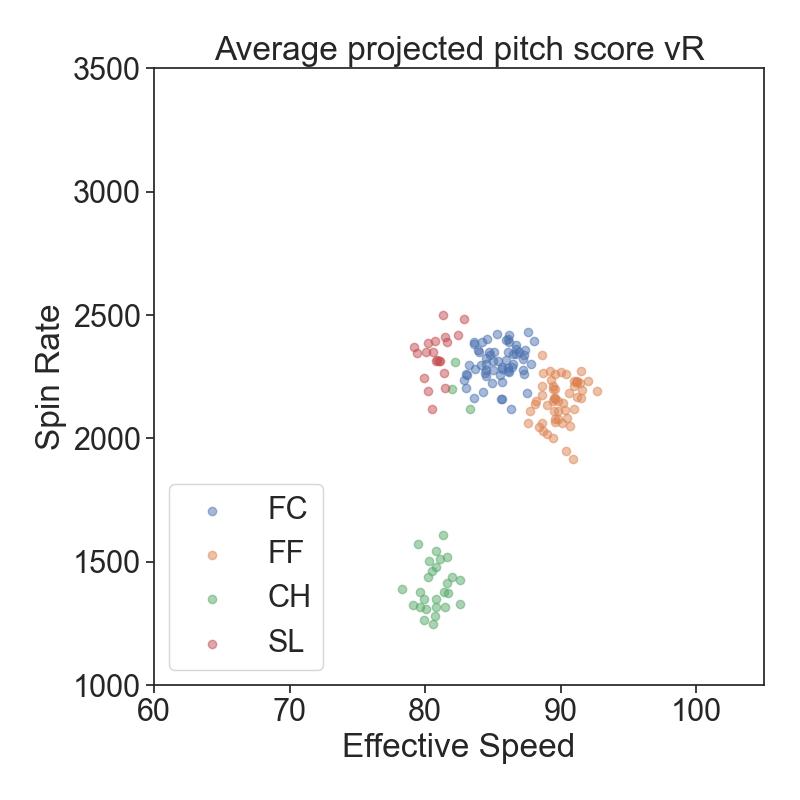 Average projected pitch score vR
3500
3000
2500
2000
1500
1000
Spin Rate
FC
FF
CH
SL
60 70 80 90 100
Effective Speed